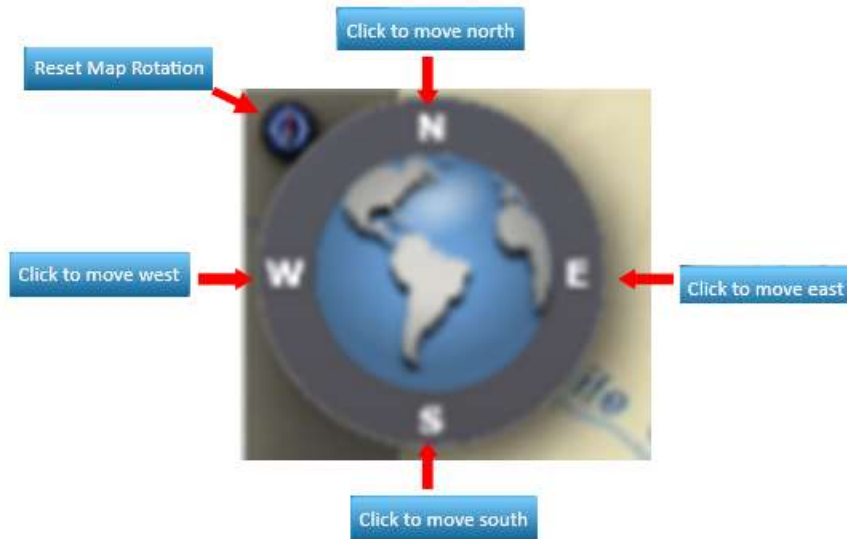 Click to move north
Reset Map Rotation
N
Click to move west
W
E
Click to move east
S
Click to move south